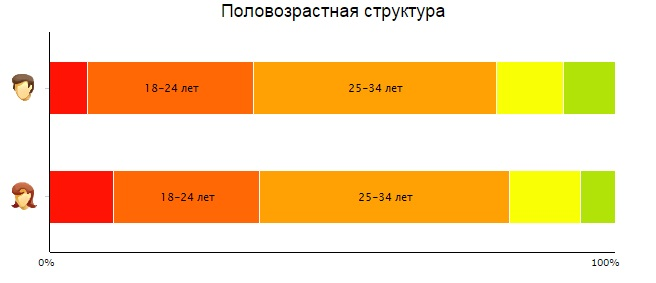 Половозрастная структура
18-24 лет
25-34 лет
18-24 лет
25-34 лет
0%
100%